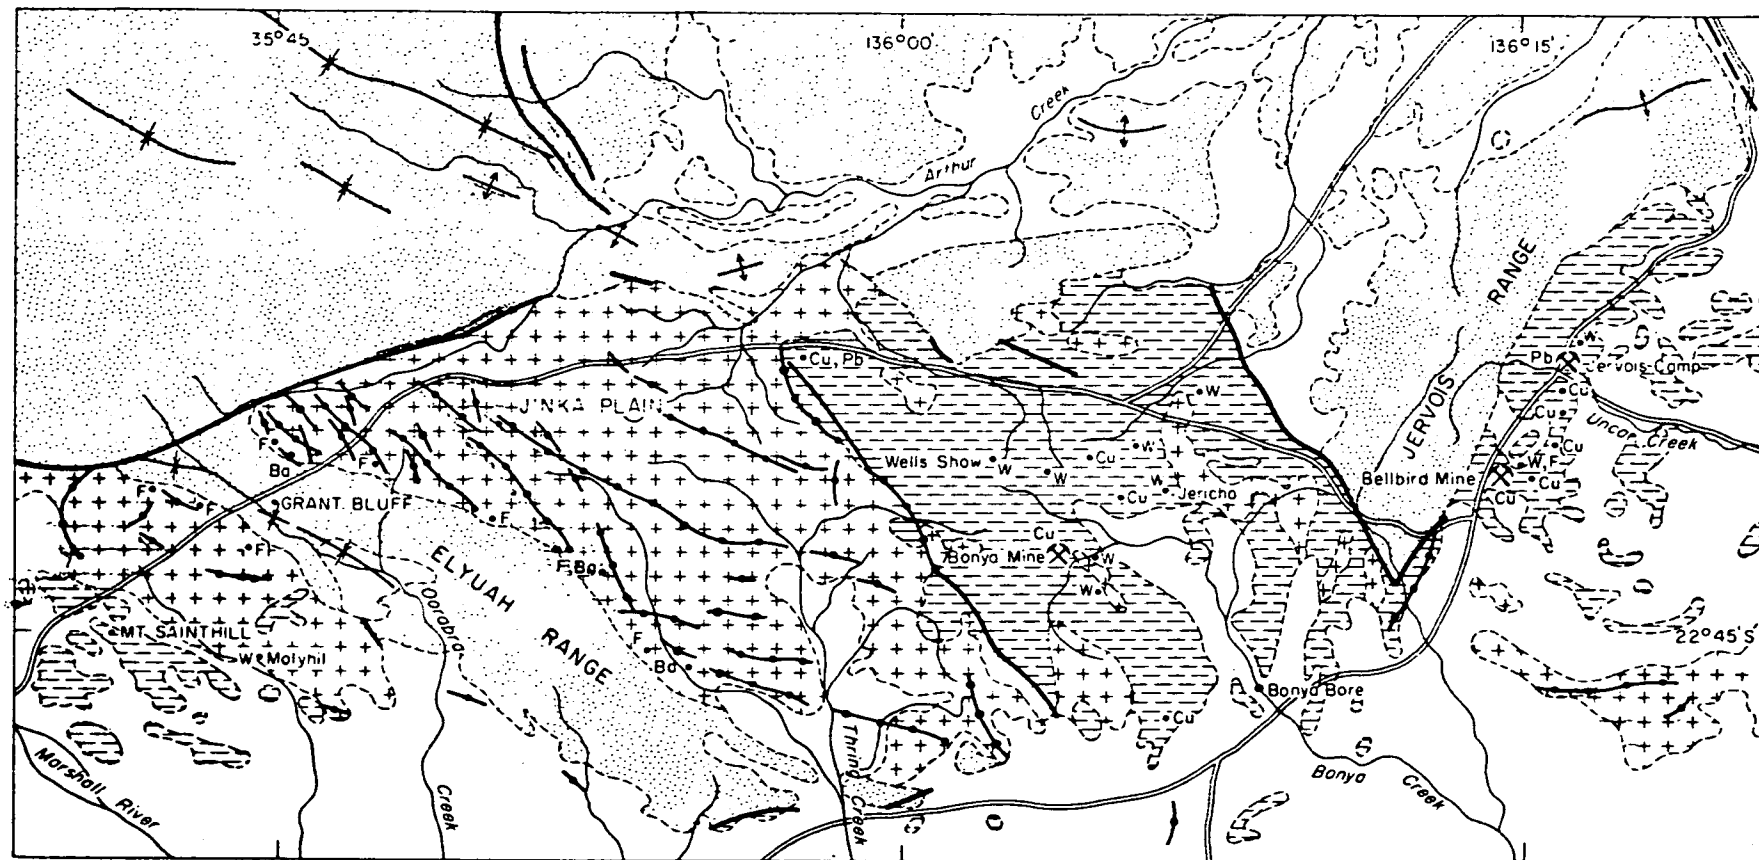 35°45
136°00'
136°15'
Creek
Arthur
JERVOIS RANGE
W
Pb
Jervois Camp
Cu
Cu, Pb
JINKA PLAIN
W
Cu
Uncar Creek
F
Ba
F
Wells Show
W
W
Cu
W
Cu
W
Jericho
Cu
W, F
Bellbird Mine
Cu
Cu
F
F
GRANT BLUFF
F
Fl
Cu
Bonya Mine
W
W
ELYUAH RANGE
F
Ba
Oorabra Creek
MT SAINTHILL
W
Molyhil
F
Ba
22°45'S
Bonya Bore
Cu
Marshall River
Thring Creek
Bonya Creek